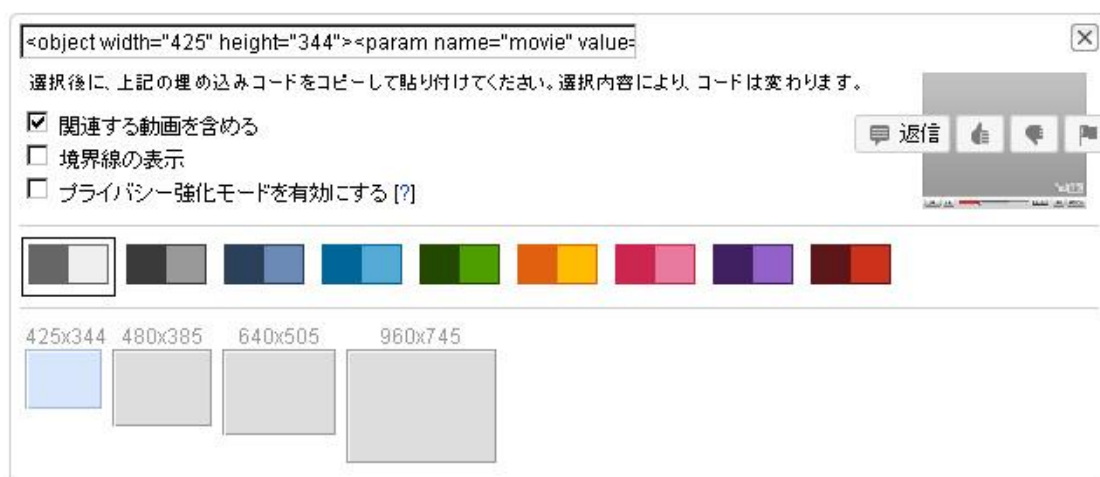 <object width="425" height="344"><param name="movie" value=
選択後に、上記の埋め込みコードをコピーして貼り付けてください。選択内容により、コードは変わります。
関連する動画を含める
境界線の表示
プライバシー強化モードを有効にする [?]
返信
425x344 480x385 640x505 960x745